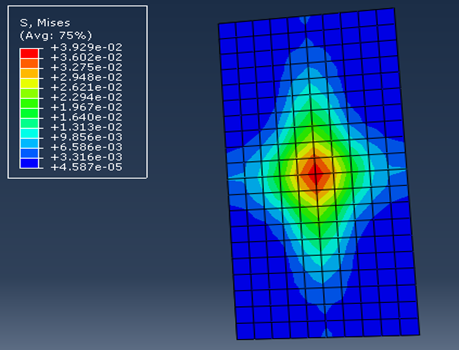 S, Mises
(Avg: 75%)
+3.929e-02
+3.602e-02
+3.275e-02
+2.948e-02
+2.621e-02
+2.294e-02
+1.967e-02
+1.640e-02
+1.313e-02
+9.856e-03
+6.586e-03
+3.316e-03
+4.587e-05